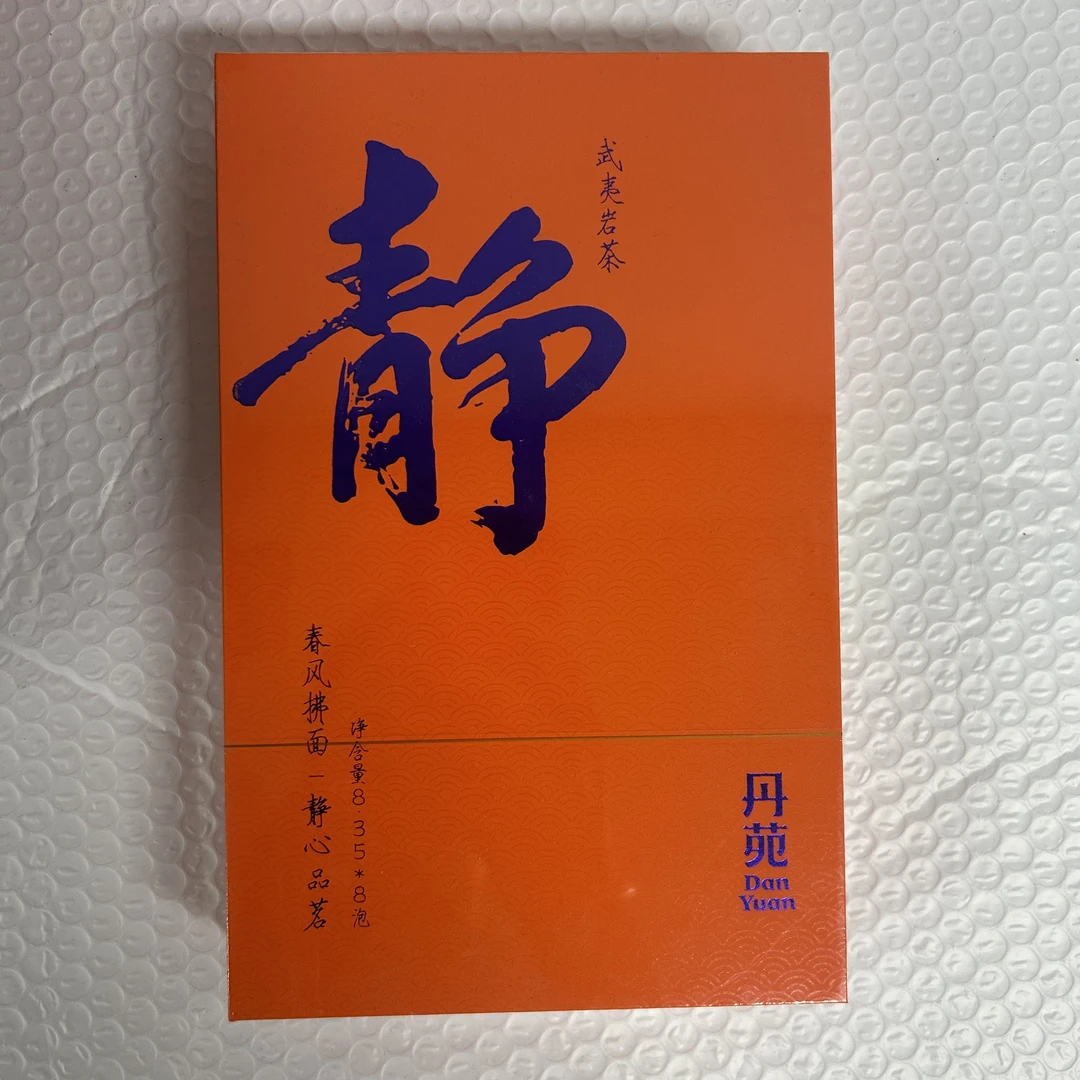 武夷岩茶
静
春风拂面－静心品茗
净含量8.35*8泡
丹苑
Dan
Yuan